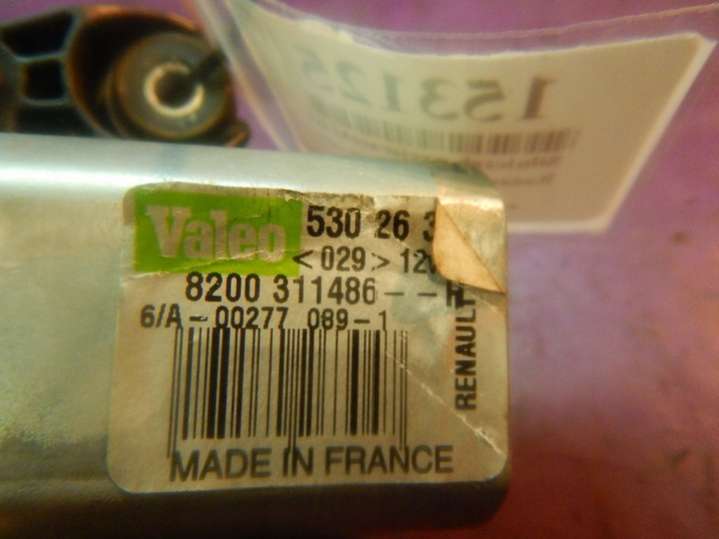 153125
Valeo
530 26 3
<029> 12V
8200 311486--
6/A-00277 089-1
RENAULT
MADE IN FRANCE